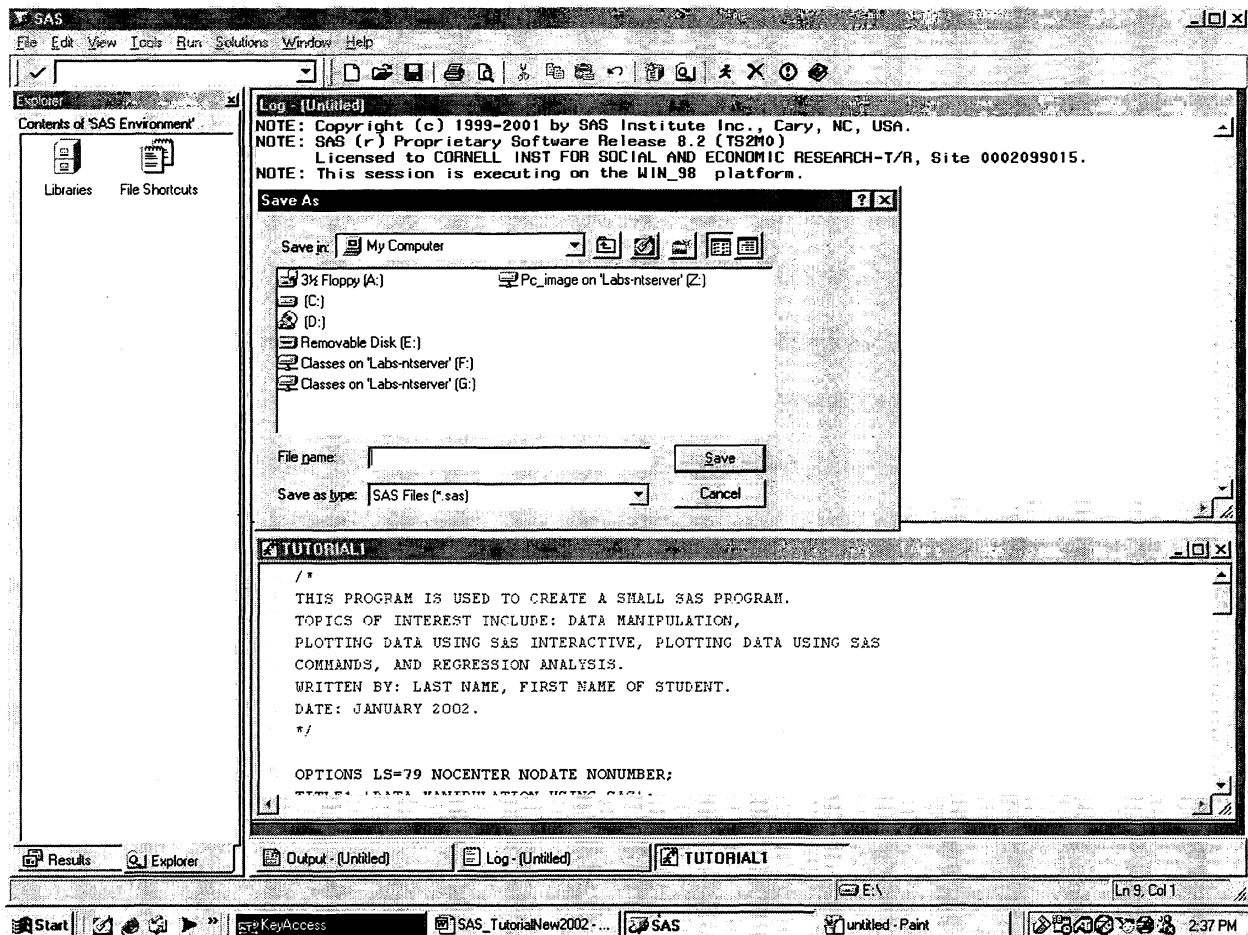 SAS
File Edit View Tools Run Solutions Window Help
Explorer
Contents of 'SAS Environment'
Libraries File Shortcuts
Log - (Untitled)
NOTE: Copyright (c) 1999-2001 by SAS Institute Inc., Cary, NC, USA.
NOTE: SAS (r) Proprietary Software Release 8.2 (TS2M0)
Licensed to CORNELL INST FOR SOCIAL AND ECONOMIC RESEARCH-T/R, Site 0002099015.
NOTE: This session is executing on the WIN_98 platform.
Save As
Save in: My Computer
3½ Floppy (A:) Pc_image on 'Labs-ntserver' (Z:)
(C:)
(D:)
Removable Disk (E:)
Classes on 'Labs-ntserver' (F:)
Classes on 'Labs-ntserver' (G:)
File name: Save
Save as type: SAS Files (*.sas) Cancel
TUTORIAL1
/*
THIS PROGRAM IS USED TO CREATE A SMALL SAS PROGRAM.
TOPICS OF INTEREST INCLUDE: DATA MANIPULATION,
PLOTTING DATA USING SAS INTERACTIVE, PLOTTING DATA USING SAS
COMMANDS, AND REGRESSION ANALYSIS.
WRITTEN BY: LAST NAME, FIRST NAME OF STUDENT.
DATE: JANUARY 2002.
*/
OPTIONS LS=79 NOCENTER NODATE NONUMBER;
TITLE1 'DATA MANIPULATION USING SAS';
Results Explorer Output - (Untitled) Log - (Untitled) TUTORIAL1
E:\ Ln 9, Col 1
Start » KeyAccess SAS_TutorialNew2002 - ... SAS untitled - Paint 2:37 PM